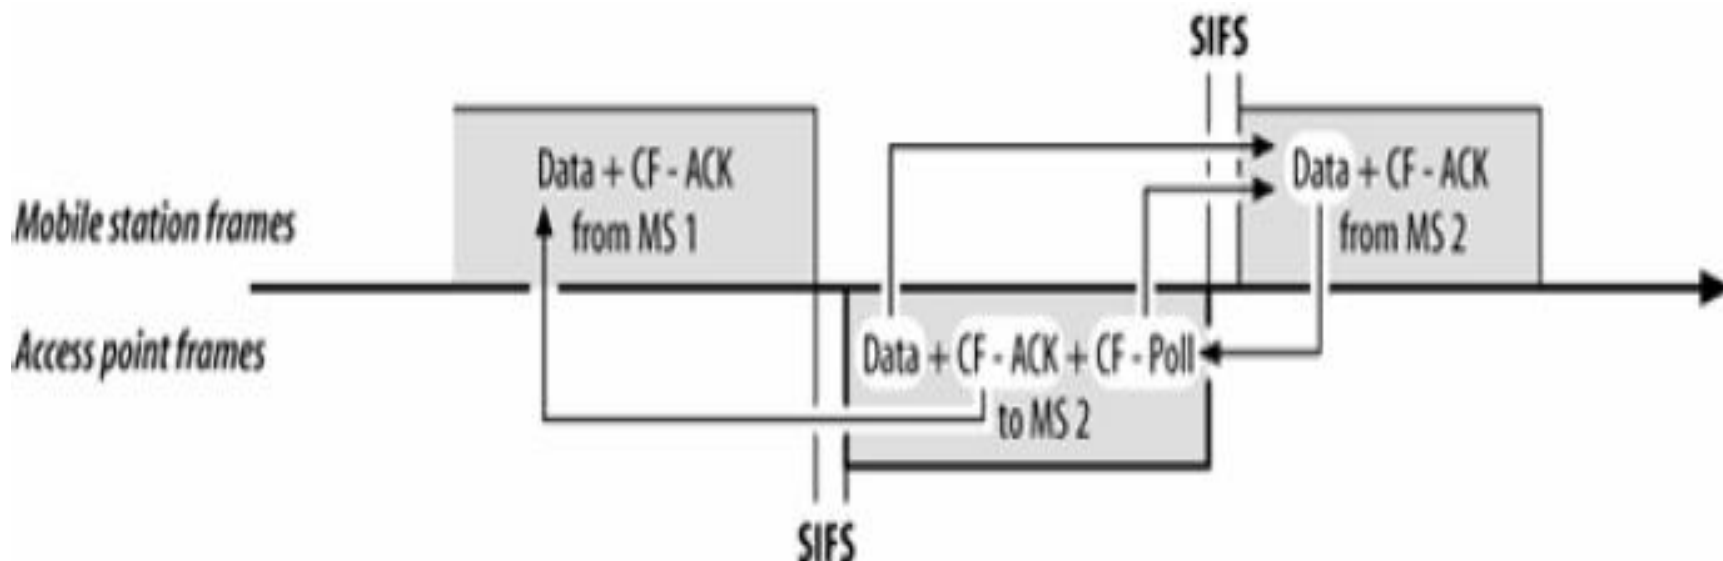 SIFS
Data + CF - ACK
from MS 1
Data + CF - ACK
from MS 2
Mobile station frames
Access point frames
Data + CF - ACK + CF - Poll
to MS 2
SIFS